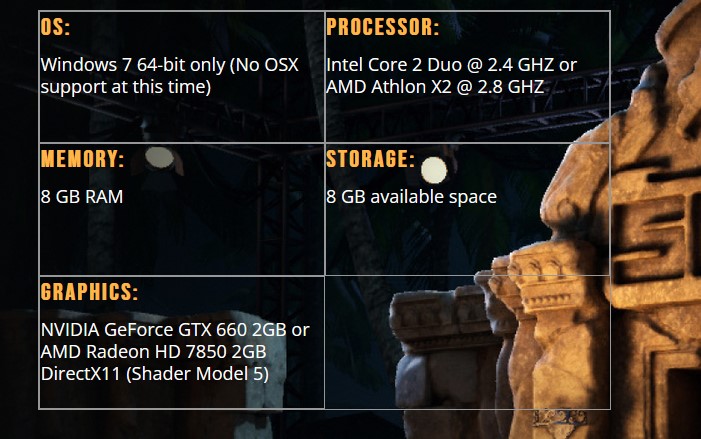 OS:
Windows 7 64-bit only (No OSX
support at this time)
PROCESSOR:
Intel Core 2 Duo @ 2.4 GHZ or
AMD Athlon X2 @ 2.8 GHZ
MEMORY:
8 GB RAM
STORAGE:
8 GB available space
GRAPHICS:
NVIDIA GeForce GTX 660 2GB or
AMD Radeon HD 7850 2GB
DirectX11 (Shader Model 5)